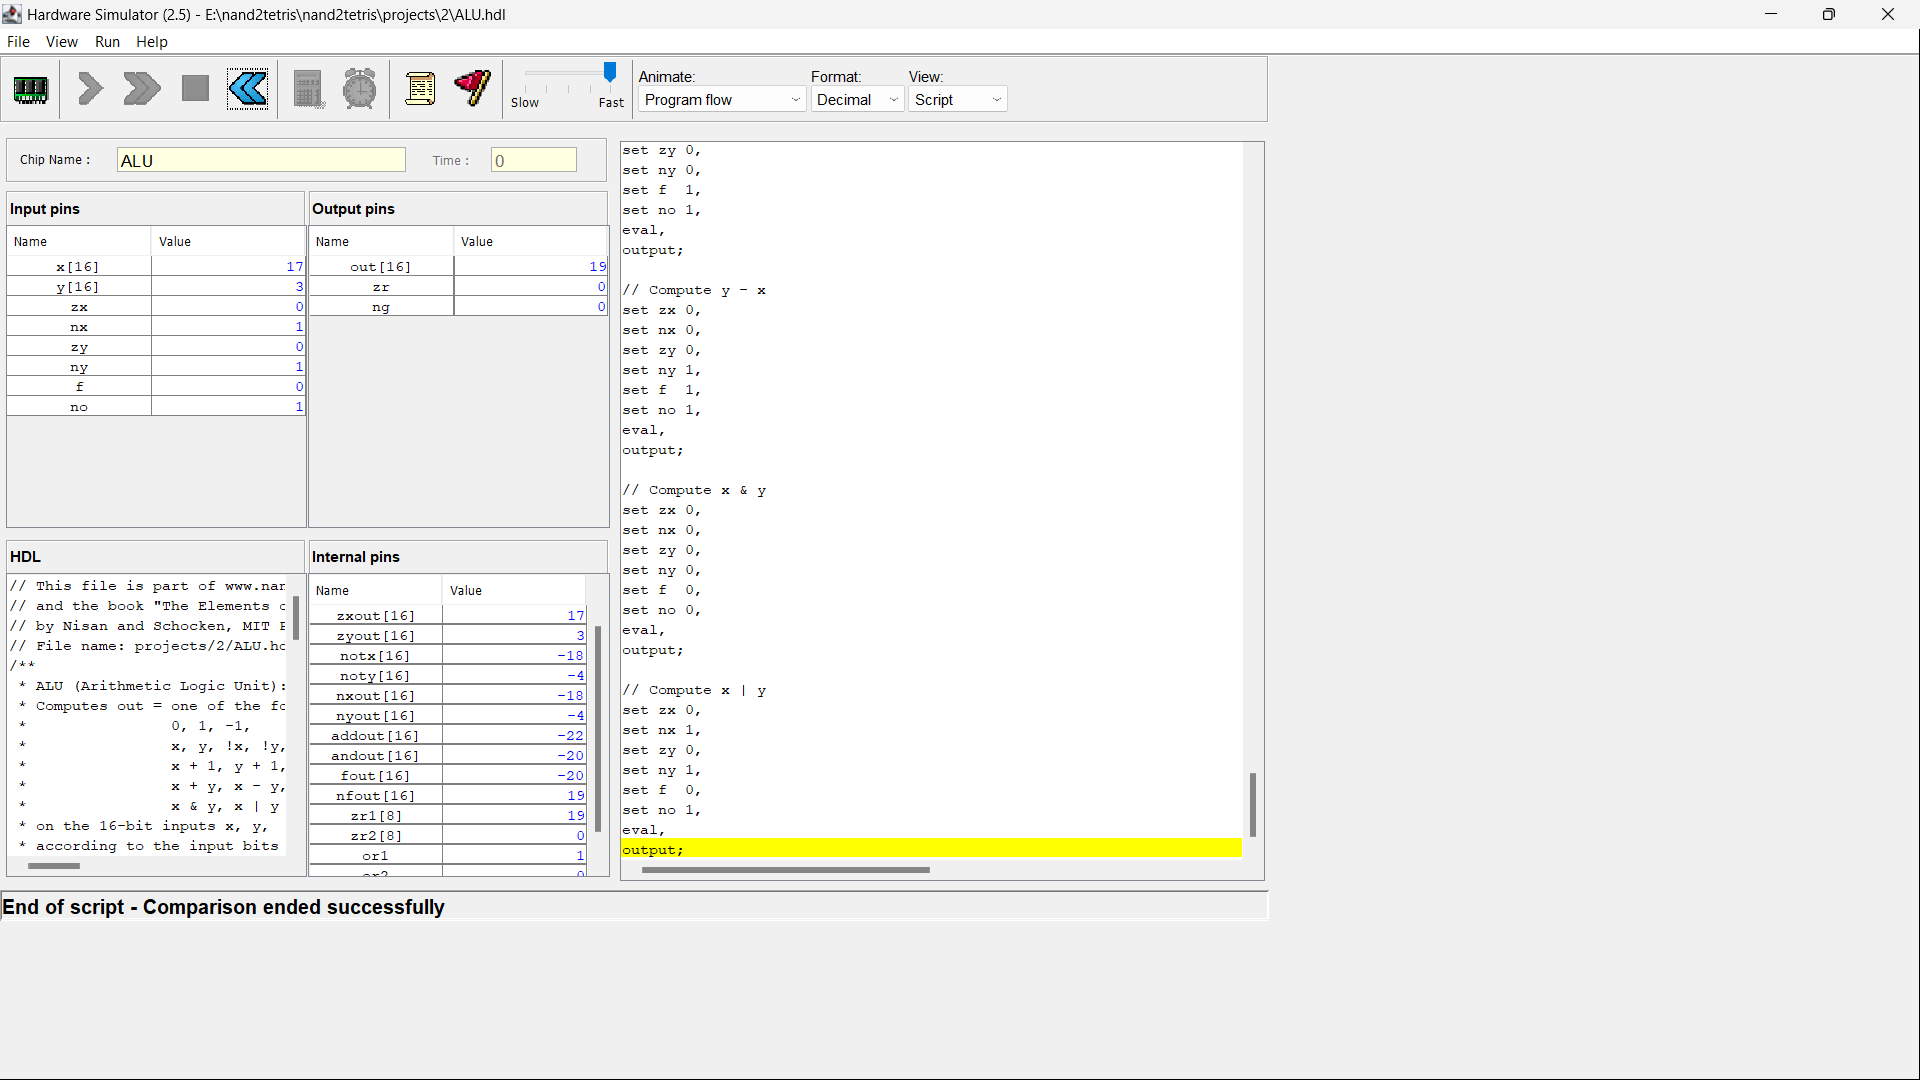 Hardware Simulator (2.5) - E:\nand2tetris\nand2tetris\projects\2\ALU.hdl
File View Run Help
Slow Fast
Animate: Format: View:
Program flow Decimal Script
Chip Name : ALU Time : 0
Input pins
Name Value
x[16] 17
y[16] 3
zx 0
nx 1
zy 0
ny 1
f 0
no 1
Output pins
Name Value
out[16] 19
zr 0
ng 0
HDL
// This file is part of www.nan
// and the book "The Elements o
// by Nisan and Schocken, MIT P
// File name: projects/2/ALU.hd
/**
* ALU (Arithmetic Logic Unit):
* Computes out = one of the fo
* 0, 1, -1,
* x, y, !x, !y,
* x + 1, y + 1,
* x + y, x - y,
* x & y, x | y
* on the 16-bit inputs x, y,
* according to the input bits
Internal pins
Name Value
zxout[16] 17
zyout[16] 3
notx[16] -18
noty[16] -4
nxout[16] -18
nyout[16] -4
addout[16] -22
andout[16] -20
fout[16] -20
nfout[16] 19
zr1[8] 19
zr2[8] 0
or1 1
or2 0
set zy 0,
set ny 0,
set f 1,
set no 1,
eval,
output;
// Compute y - x
set zx 0,
set nx 0,
set zy 0,
set ny 1,
set f 1,
set no 1,
eval,
output;
// Compute x & y
set zx 0,
set nx 0,
set zy 0,
set ny 0,
set f 0,
set no 0,
eval,
output;
// Compute x | y
set zx 0,
set nx 1,
set zy 0,
set ny 1,
set f 0,
set no 1,
eval,
output;
End of script - Comparison ended successfully